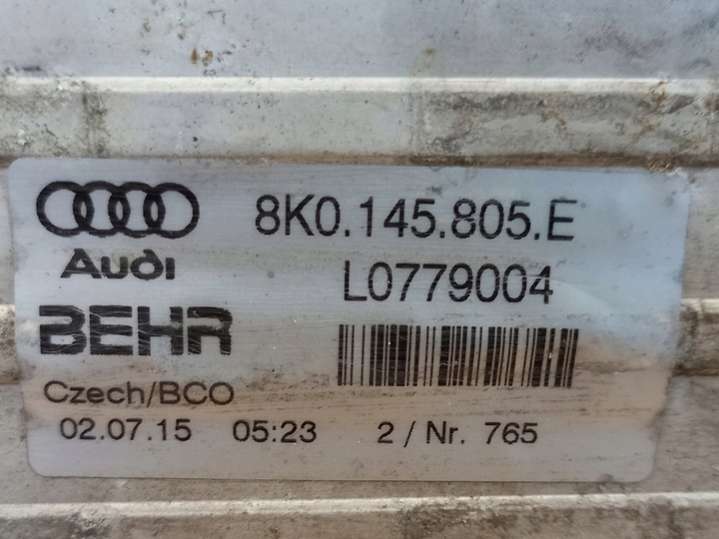 8K0.145.805.E
Audi
L0779004
BEHR
Czech/BCO
02.07.15 05:23 2 / Nr. 765